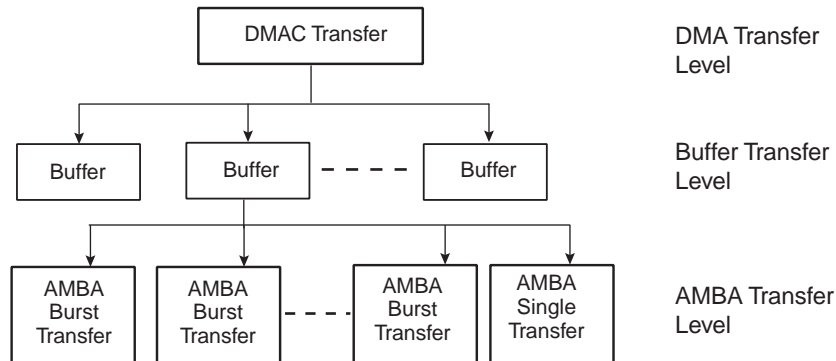 DMAC Transfer
DMA Transfer
Level
Buffer
Buffer
Buffer
Buffer Transfer
Level
AMBA
Burst
Transfer
AMBA
Burst
Transfer
AMBA
Burst
Transfer
AMBA
Single
Transfer
AMBA Transfer
Level